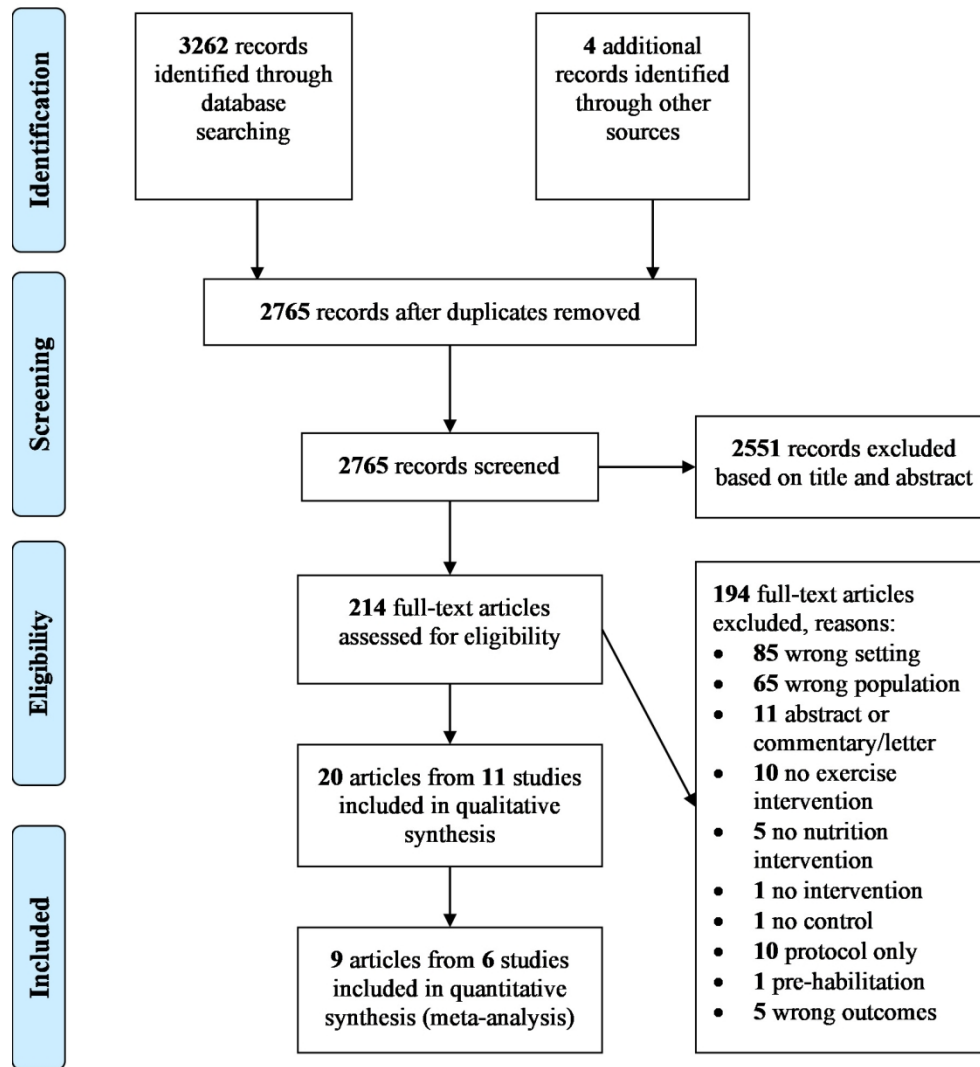 Identification
3262 records
identified through
database
searching
4 additional
records identified
through other
sources
Screening
2765 records after duplicates removed
2765 records screened
2551 records excluded
based on title and abstract
Eligibility
214 full-text articles
assessed for eligibility
194 full-text articles
excluded, reasons:
• 85 wrong setting
• 65 wrong population
• 11 abstract or
commentary/letter
• 10 no exercise
intervention
• 5 no nutrition
intervention
• 1 no intervention
• 1 no control
• 10 protocol only
• 1 pre-habilitation
• 5 wrong outcomes
20 articles from 11 studies
included in qualitative
synthesis
Included
9 articles from 6 studies
included in quantitative
synthesis (meta-analysis)